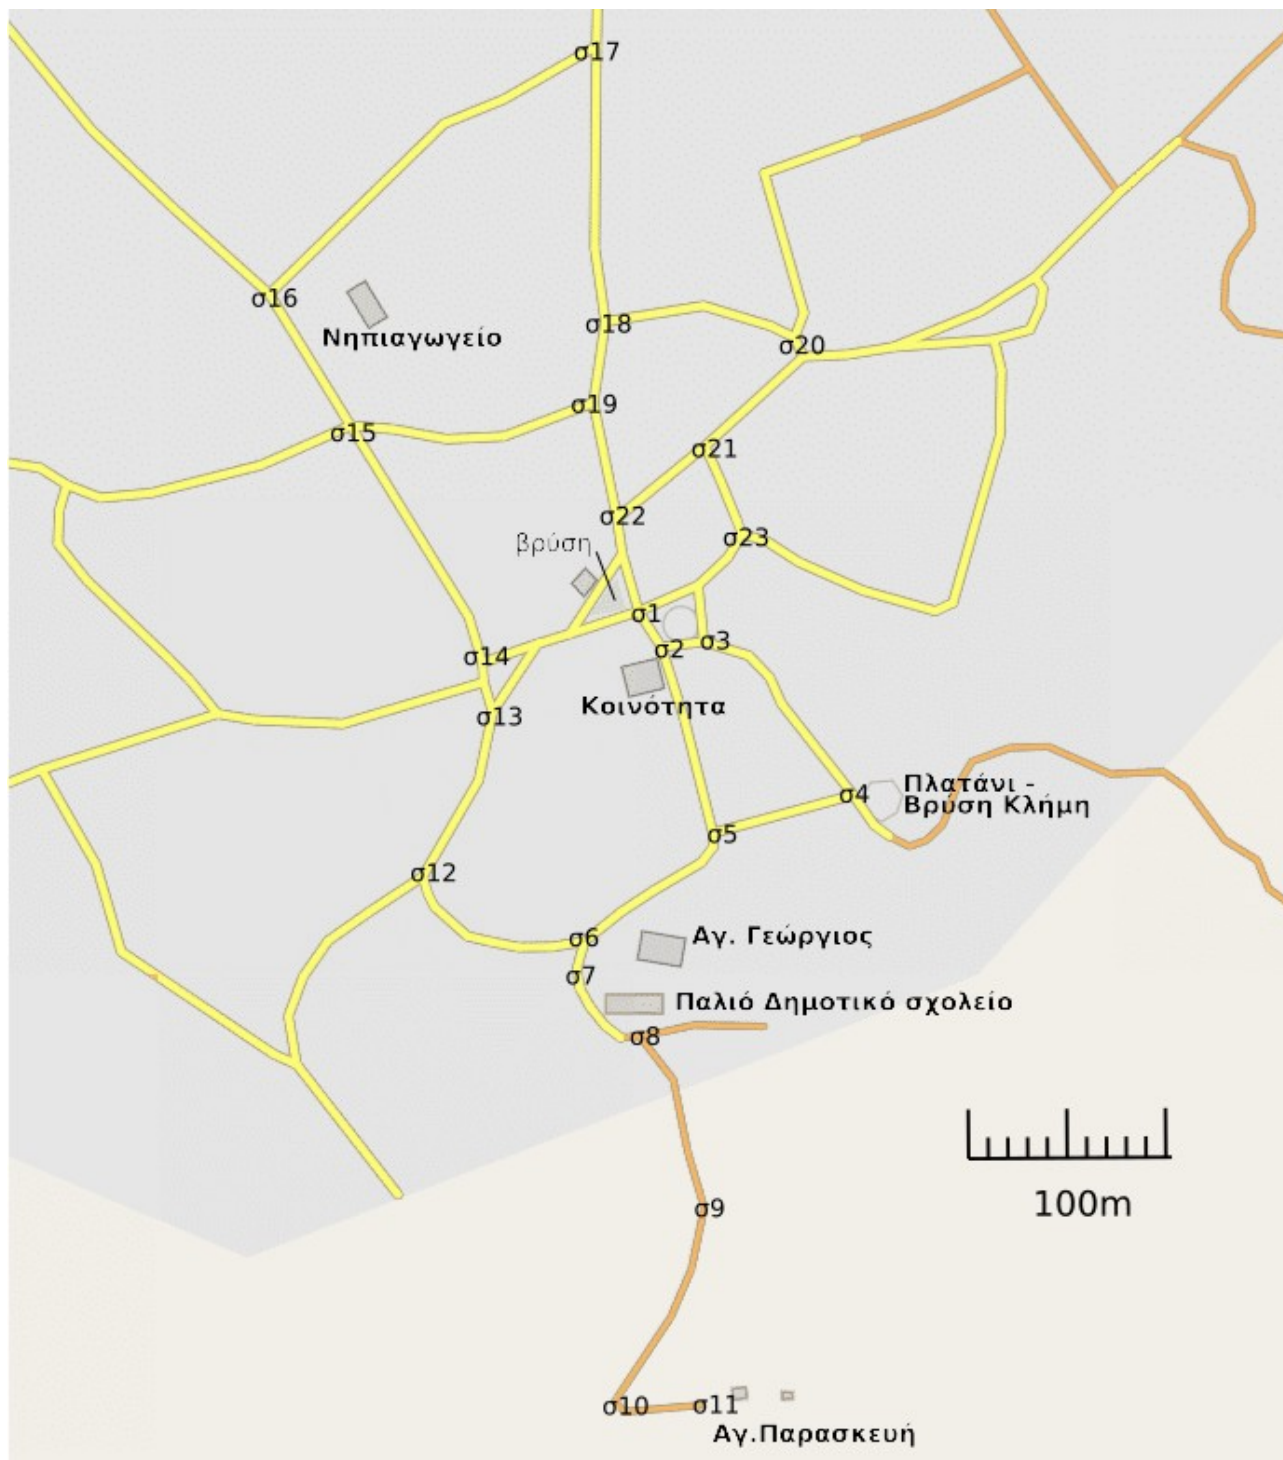 σ17
σ16
Νηπιαγωγείο
σ18
σ20
σ19
σ15
σ21
σ22
σ23
βρύση
σ1
σ2
σ3
σ14
Κοινότητα
σ13
σ4
Πλατάνι -
Βρύση Κλήμη
σ5
σ12
σ6
Αγ. Γεώργιος
σ7
Παλιό Δημοτικό σχολείο
σ8
100m
σ9
σ10
σ11
Αγ.Παρασκευή